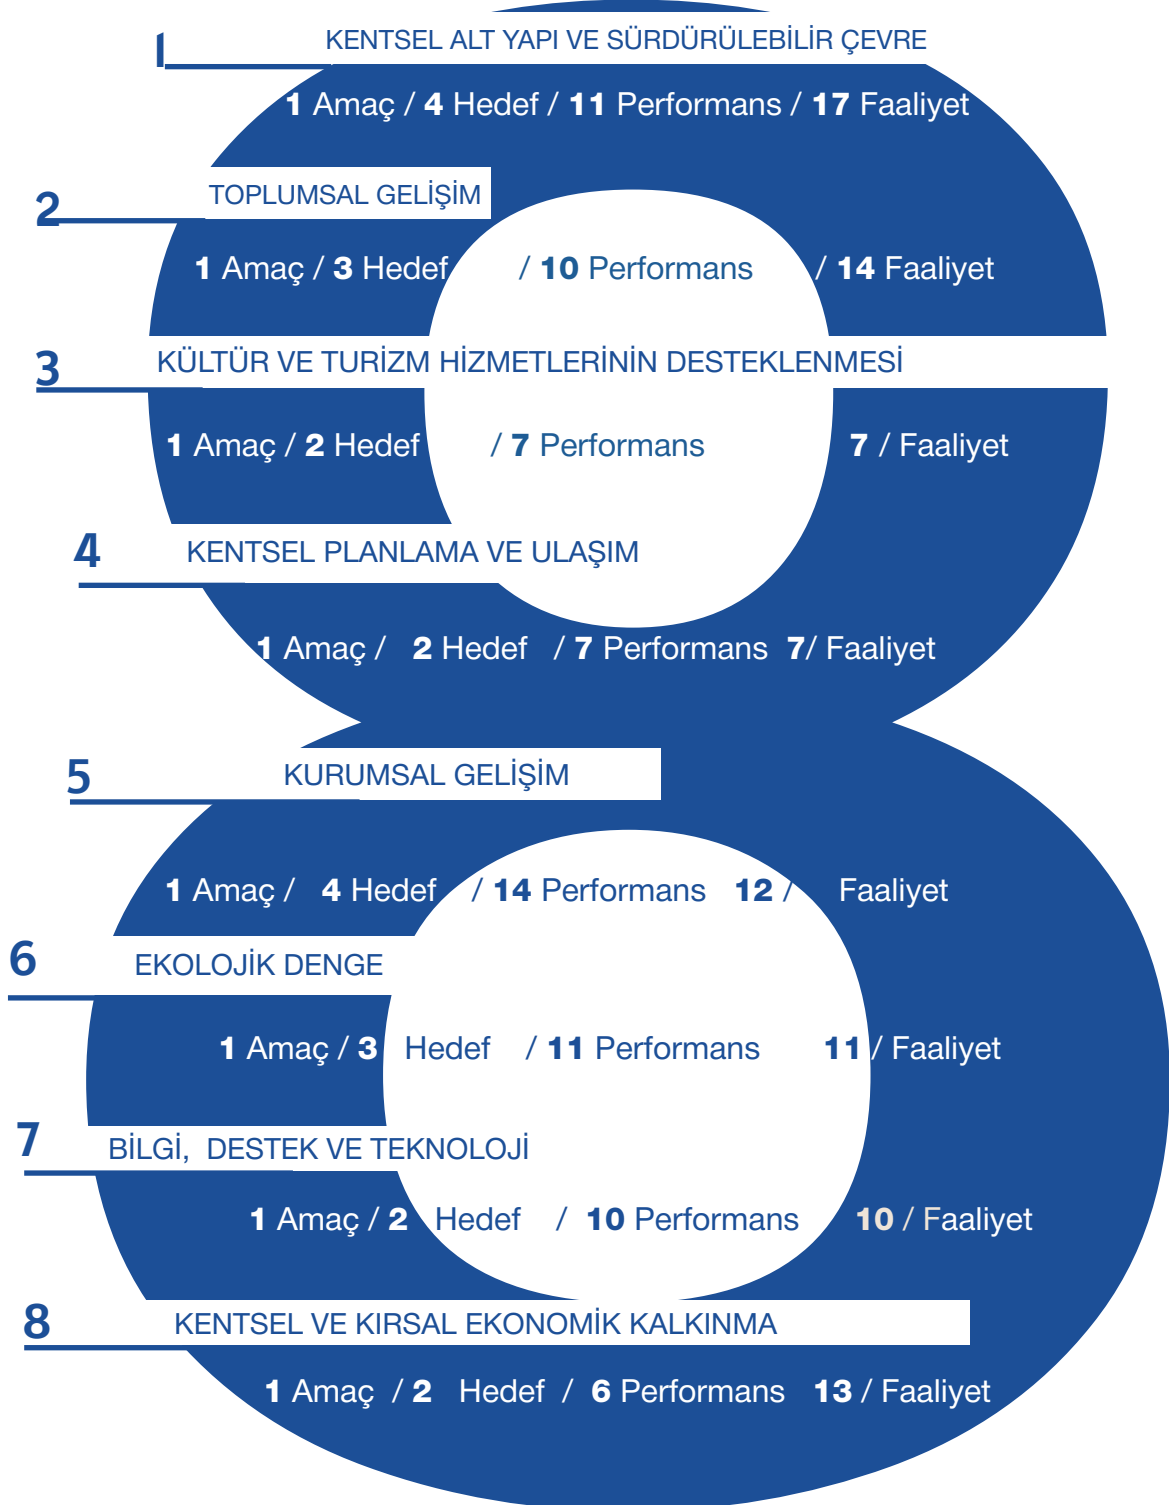 1
KENTSEL ALT YAPI VE SÜRDÜRÜLEBİLİR ÇEVRE
1 Amaç / 4 Hedef / 11 Performans / 17 Faaliyet
2
TOPLUMSAL GELİŞİM
1 Amaç / 3 Hedef / 10 Performans / 14 Faaliyet
3
KÜLTÜR VE TURİZM HİZMETLERİNİN DESTEKLENMESİ
1 Amaç / 2 Hedef / 7 Performans 7 / Faaliyet
4
KENTSEL PLANLAMA VE ULAŞIM
1 Amaç / 2 Hedef / 7 Performans 7/ Faaliyet
5
KURUMSAL GELİŞİM
1 Amaç / 4 Hedef / 14 Performans 12 / Faaliyet
6
EKOLOJİK DENGE
1 Amaç / 3 Hedef / 11 Performans 11 / Faaliyet
7
BİLGİ, DESTEK VE TEKNOLOJİ
1 Amaç / 2 Hedef / 10 Performans 10 / Faaliyet
8
KENTSEL VE KIRSAL EKONOMİK KALKINMA
1 Amaç / 2 Hedef / 6 Performans 13 / Faaliyet